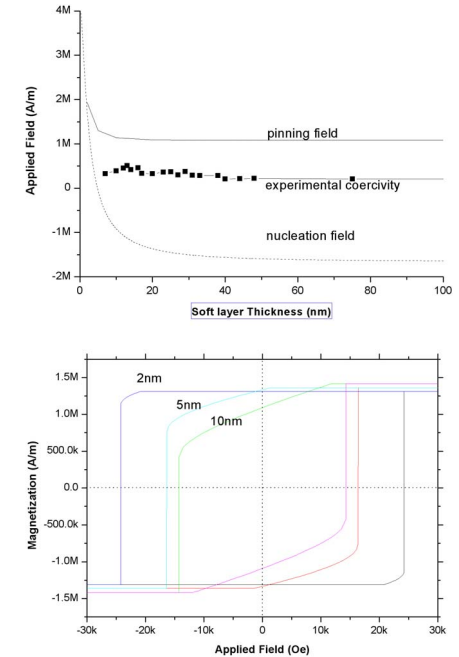 4M
3M
2M
1M
0
-1M
-2M
Applied Field (A/m)
pinning field
experimental coercivity
nucleation field
0 20 40 60 80 100
Soft layer Thickness (nm)
1.5M
1.0M
500.0k
0.0
-500.0k
-1.0M
-1.5M
Magnetization (A/m)
2nm
5nm
10nm
-30k -20k -10k 0 10k 20k 30k
Applied Field (Oe)